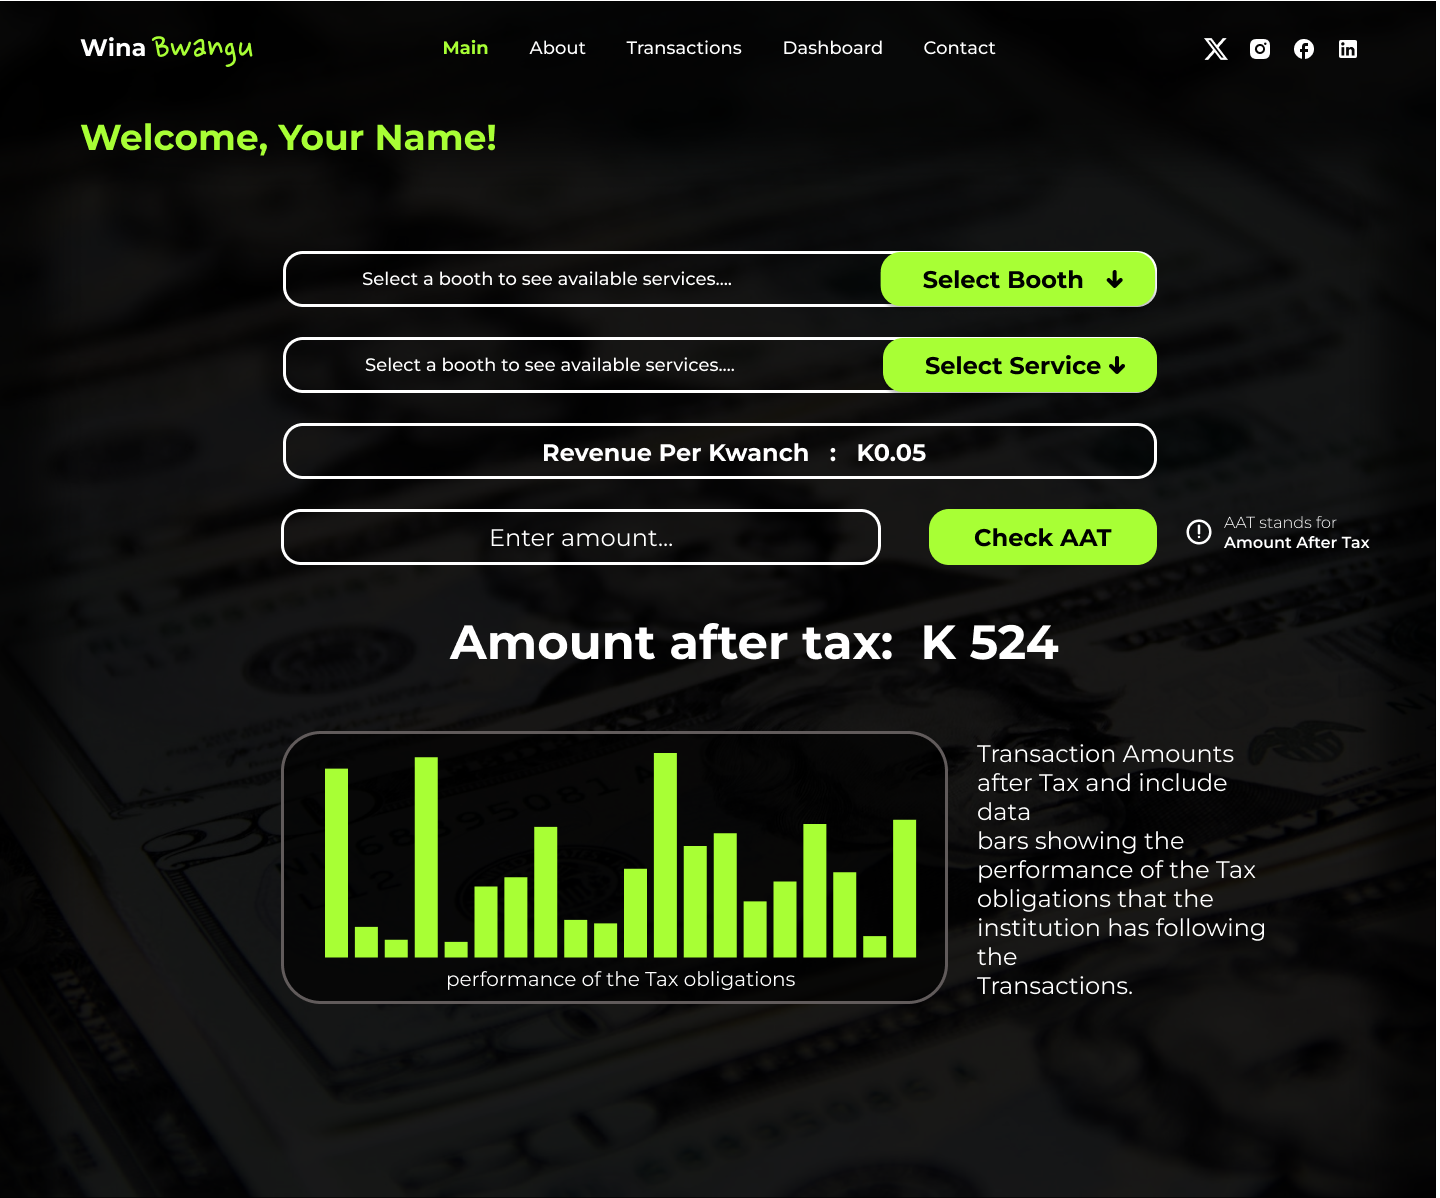 Wina Bwangu
Main About Transactions Dashboard Contact
Welcome, Your Name!
Select a booth to see available services.... Select Booth
Select a booth to see available services.... Select Service
Revenue Per Kwanch : K0.05
Enter amount... Check AAT
AAT stands for
Amount After Tax
Amount after tax: K 524
performance of the Tax obligations
Transaction Amounts
after Tax and include
data
bars showing the
performance of the Tax
obligations that the
institution has following
the
Transactions.